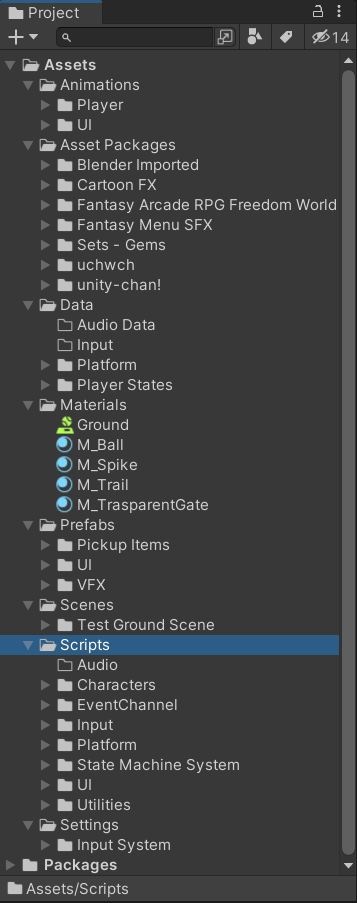 Project
14
Assets
Animations
Player
UI
Asset Packages
Blender Imported
Cartoon FX
Fantasy Arcade RPG Freedom World
Fantasy Menu SFX
Sets - Gems
uchwch
unity-chan!
Data
Audio Data
Input
Platform
Player States
Materials
Ground
M_Ball
M_Spike
M_Trail
M_TrasparentGate
Prefabs
Pickup Items
UI
VFX
Scenes
Test Ground Scene
Scripts
Audio
Characters
EventChannel
Input
Platform
State Machine System
UI
Utilities
Settings
Input System
Packages
Assets/Scripts